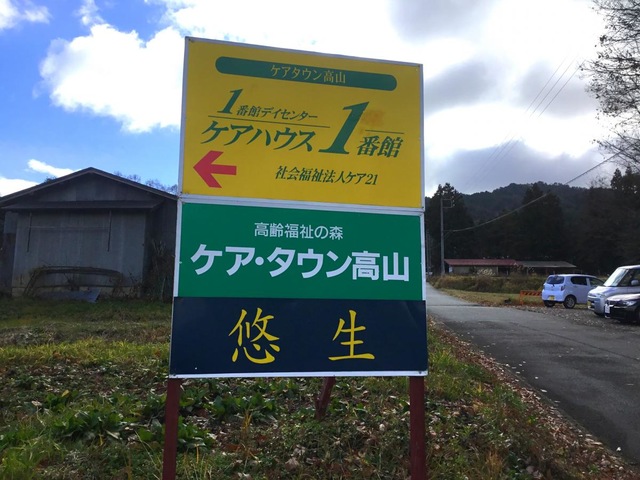 ケアタウン高山
1番館デイセンター
ケアハウス1番館
社会福祉法人ケア21
高齢福祉の森
ケア・タウン高山
悠生